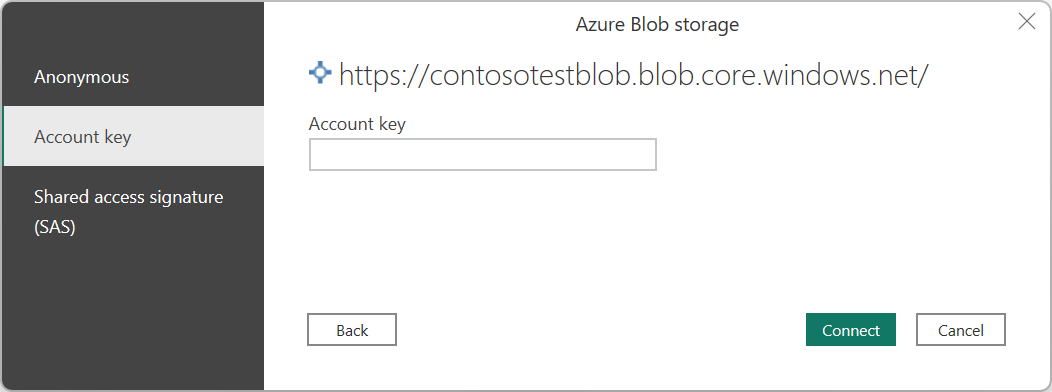 Azure Blob storage
Anonymous
Account key
Shared access signature
(SAS)
https://contosotestblob.blob.core.windows.net/
Account key
Back
Connect
Cancel